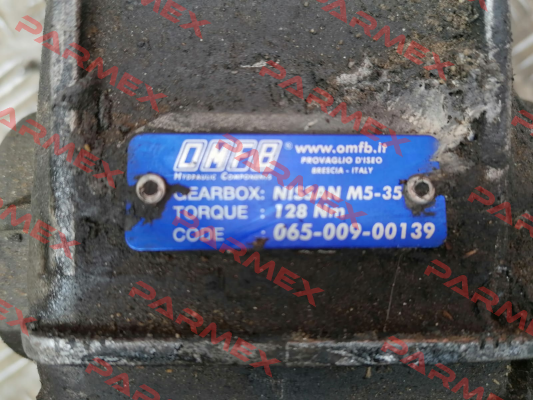 OMFB® www.omfb.it
PROVAGLIO D'ISEO
HYDRAULIC COMPONENTS BRESCIA - ITALY
GEARBOX: NISSAN M5-35
TORQUE : 128 Nm
CODE : 065-009-00139
PARMEX
PARMEX
PARMEX
PARMEX
PARMEX
PARMEX
PARMEX
PARMEX